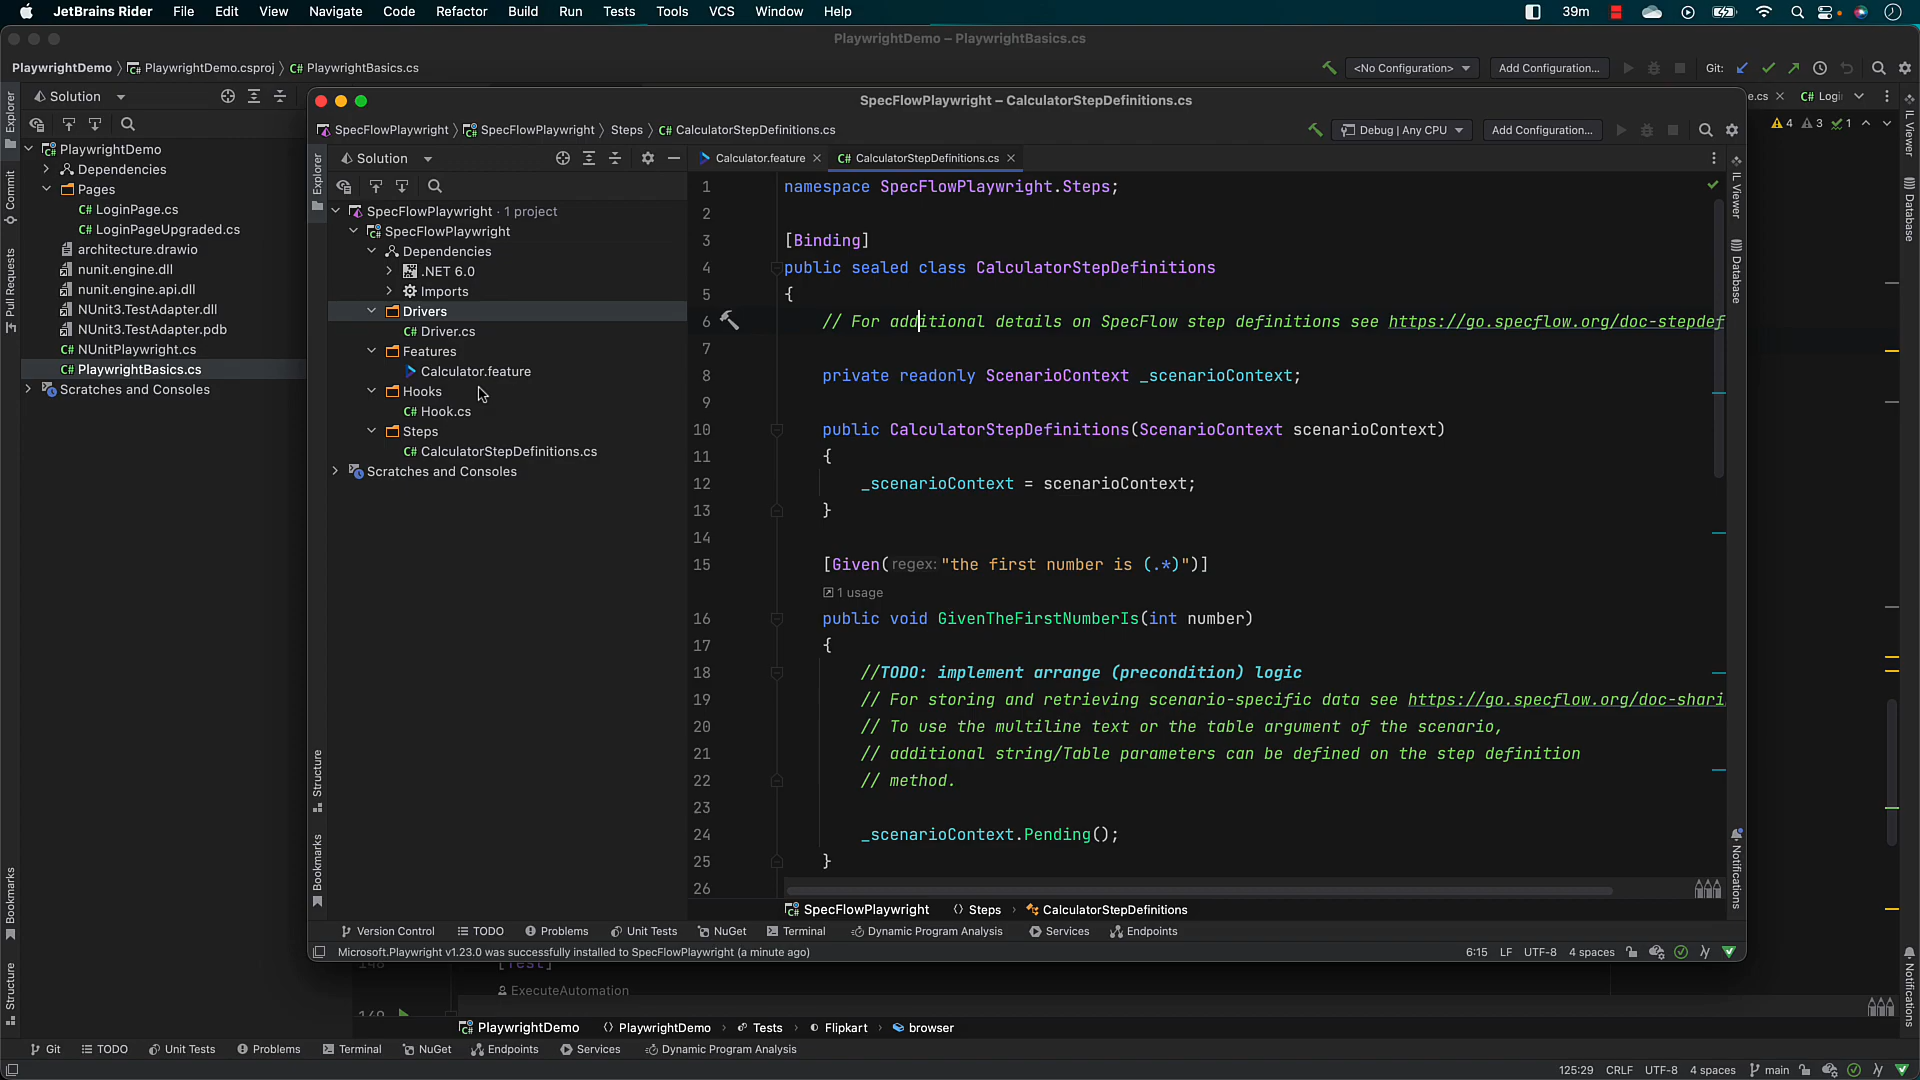 JetBrains Rider File Edit View Navigate Code Refactor Build Run Tests Tools VCS Window Help 39m
PlaywrightDemo – PlaywrightBasics.cs
PlaywrightDemo PlaywrightDemo.csproj C# PlaywrightBasics.cs <No Configuration> Add Configuration... Git:
Solution
e.cs C# Logi
4 3 1
PlaywrightDemo
Dependencies
Pages
C# LoginPage.cs
C# LoginPageUpgraded.cs
architecture.drawio
nunit.engine.dll
nunit.engine.api.dll
NUnit3.TestAdapter.dll
NUnit3.TestAdapter.pdb
C# NUnitPlaywright.cs
C# PlaywrightBasics.cs
Scratches and Consoles
Explorer
Commit
Pull Requests
Bookmarks
Structure
SpecFlowPlaywright – CalculatorStepDefinitions.cs
SpecFlowPlaywright SpecFlowPlaywright Steps C# CalculatorStepDefinitions.cs Debug | Any CPU Add Configuration...
Solution
Calculator.feature C# CalculatorStepDefinitions.cs
Explorer
SpecFlowPlaywright · 1 project
SpecFlowPlaywright
Dependencies
.NET 6.0
Imports
Drivers
C# Driver.cs
Features
Calculator.feature
Hooks
C# Hook.cs
Steps
C# CalculatorStepDefinitions.cs
Scratches and Consoles
Structure
Bookmarks
1 namespace SpecFlowPlaywright.Steps;
2
3 [Binding]
4 public sealed class CalculatorStepDefinitions
5 {
6 // For additional details on SpecFlow step definitions see https://go.specflow.org/doc-stepdef
7
8 private readonly ScenarioContext _scenarioContext;
9
10 public CalculatorStepDefinitions(ScenarioContext scenarioContext)
11 {
12 _scenarioContext = scenarioContext;
13 }
14
15 [Given(regex:"the first number is (.*)")]
1 usage
16 public void GivenTheFirstNumberIs(int number)
17 {
18 //TODO: implement arrange (precondition) logic
19 // For storing and retrieving scenario-specific data see https://go.specflow.org/doc-shari
20 // To use the multiline text or the table argument of the scenario,
21 // additional string/Table parameters can be defined on the step definition
22 // method.
23
24 _scenarioContext.Pending();
25 }
26
IL Viewer
Database
Notifications
SpecFlowPlaywright Steps CalculatorStepDefinitions
Version Control TODO Problems Unit Tests NuGet Terminal Dynamic Program Analysis Services Endpoints
Microsoft.Playwright v1.23.0 was successfully installed to SpecFlowPlaywright (a minute ago) 6:15 LF UTF-8 4 spaces
148 [Test]
ExecuteAutomation
149
IL Viewer
Database
Notifications
PlaywrightDemo PlaywrightDemo Tests Flipkart browser
Git TODO Unit Tests Problems Terminal NuGet Endpoints Services Dynamic Program Analysis
125:29 CRLF UTF-8 4 spaces main